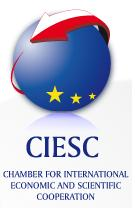 CIESC
CHAMBER FOR INTERNATIONAL
ECONOMIC AND SCIENTIFIC
COOPERATION